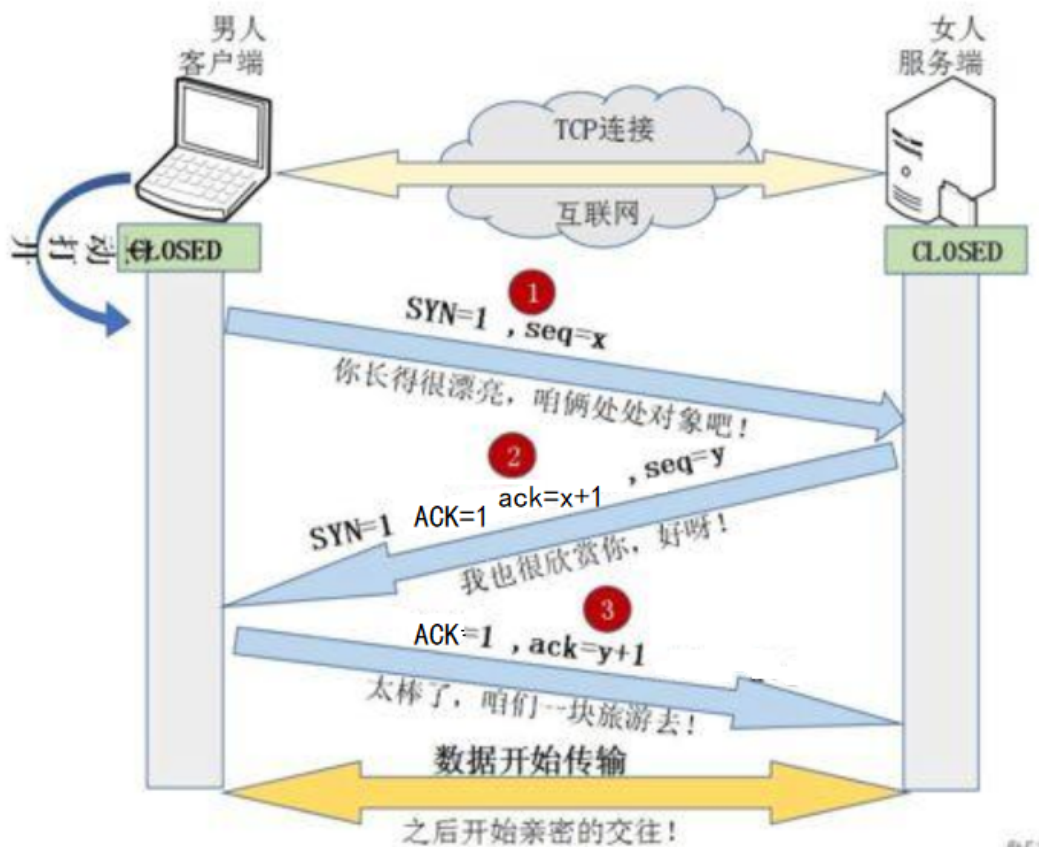 男人
客户端
女人
服务端
TCP连接
互联网
主动打开
CLOSED
CLOSED
1
SYN=1 ,seq=x
你长得很漂亮，咱俩处处对象吧！
2
SYN=1 ACK=1 ack=x+1 ,seq=y
我也很欣赏你，好呀！
3
ACK=1 ,ack=y+1
太棒了，咱们一块旅游去！
数据开始传输
之后开始亲密的交往！